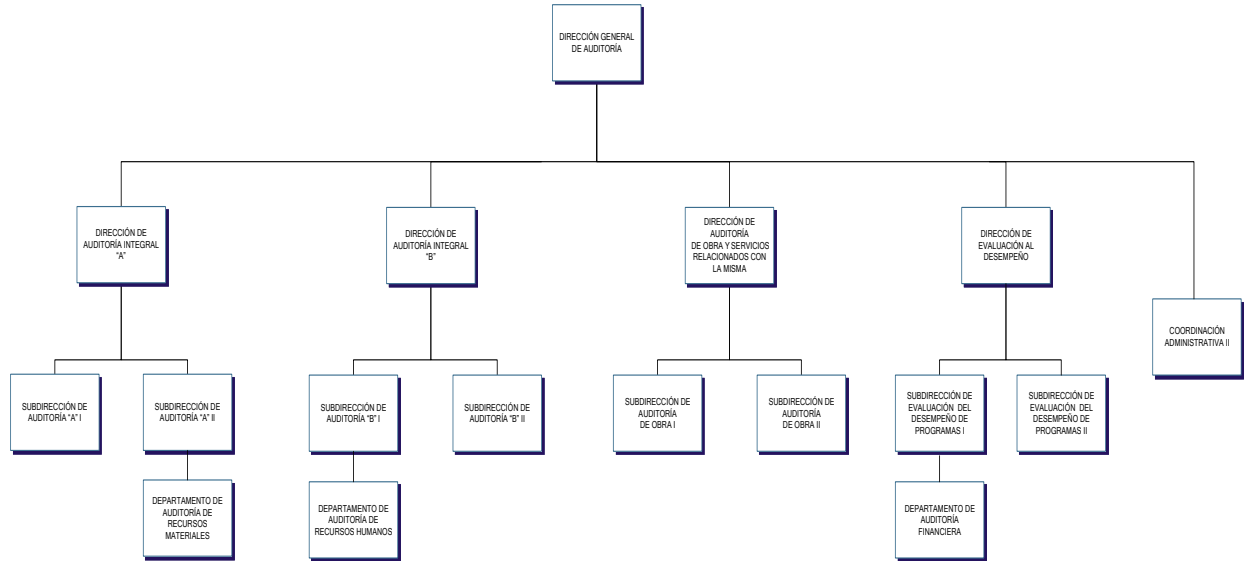 DIRECCIÓN GENERAL
DE AUDITORÍA
DIRECCIÓN DE
AUDITORÍA INTEGRAL
"A"
DIRECCIÓN DE
AUDITORÍA INTEGRAL
"B"
DIRECCIÓN DE
AUDITORÍA
DE OBRA Y SERVICIOS
RELACIONADOS CON
LA MISMA
DIRECCIÓN DE
EVALUACIÓN AL
DESEMPEÑO
COORDINACIÓN
ADMINISTRATIVA II
SUBDIRECCIÓN DE
AUDITORÍA "A" I
SUBDIRECCIÓN DE
AUDITORÍA "A" II
SUBDIRECCIÓN DE
AUDITORÍA "B" I
SUBDIRECCIÓN DE
AUDITORÍA "B" II
SUBDIRECCIÓN DE
AUDITORÍA
DE OBRA I
SUBDIRECCIÓN DE
AUDITORÍA
DE OBRA II
SUBDIRECCIÓN DE
EVALUACIÓN DEL
DESEMPEÑO DE
PROGRAMAS I
SUBDIRECCIÓN DE
EVALUACIÓN DEL
DESEMPEÑO DE
PROGRAMAS II
DEPARTAMENTO DE
AUDITORÍA DE
RECURSOS
MATERIALES
DEPARTAMENTO DE
AUDITORÍA DE
RECURSOS HUMANOS
DEPARTAMENTO DE
AUDITORÍA
FINANCIERA